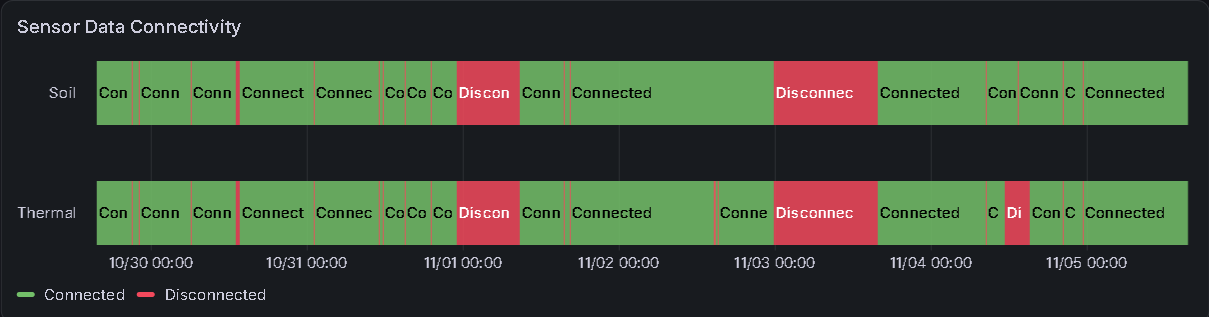 Sensor Data Connectivity
Soil Con Conn Conn Connect Connec Co Co Co Discon Conn Connected Disconnec Connected Con Conn C Connected
Thermal Con Conn Conn Connect Connec Co Co Co Discon Conn Connected Conne Disconnec Connected C Di Con C Connected
10/30 00:00 10/31 00:00 11/01 00:00 11/02 00:00 11/03 00:00 11/04 00:00 11/05 00:00
Connected Disconnected